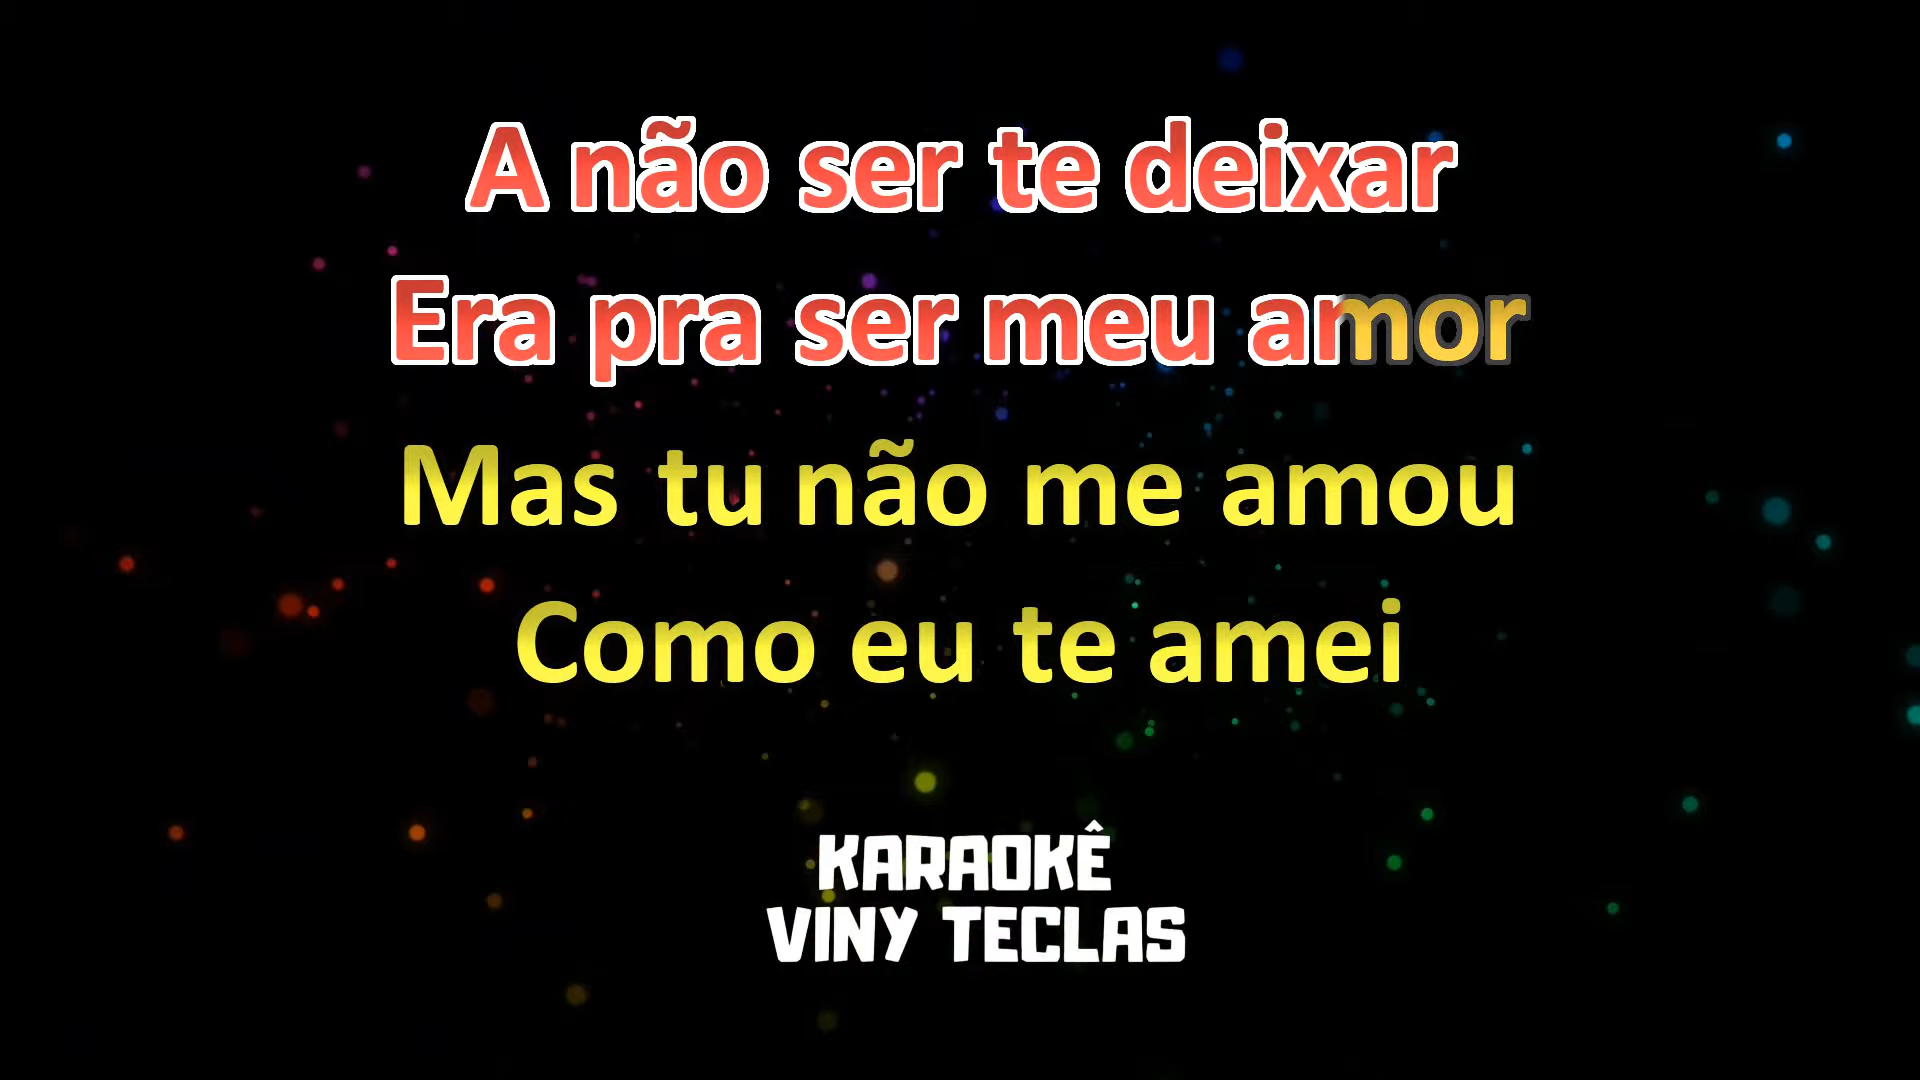 A não ser te deixar
Era pra ser meu amor
Mas tu não me amou
Como eu te amei
KARAOKÊ
VINY TECLAS